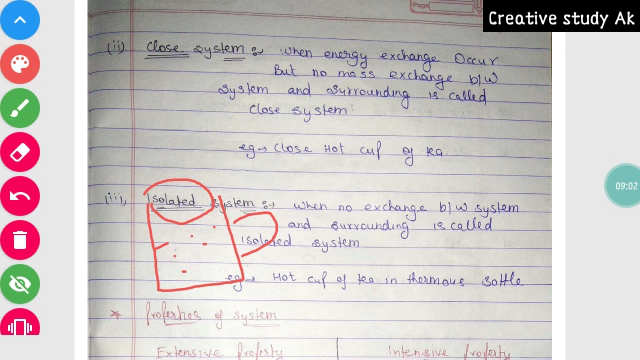 Page
Creative study Ak
(ii) close system :- when energy exchange Occur
But no mass exchange b/w
system and surrounding is called
close system.
eg→ close Hot cup of tea
09:02
(iii), Isolated system :- when no exchange b/w system
and surrounding is called
isolated system
eg→ Hot cup of tea in thermous bottle
* Properties of system
Extensive Property | Intensive Property